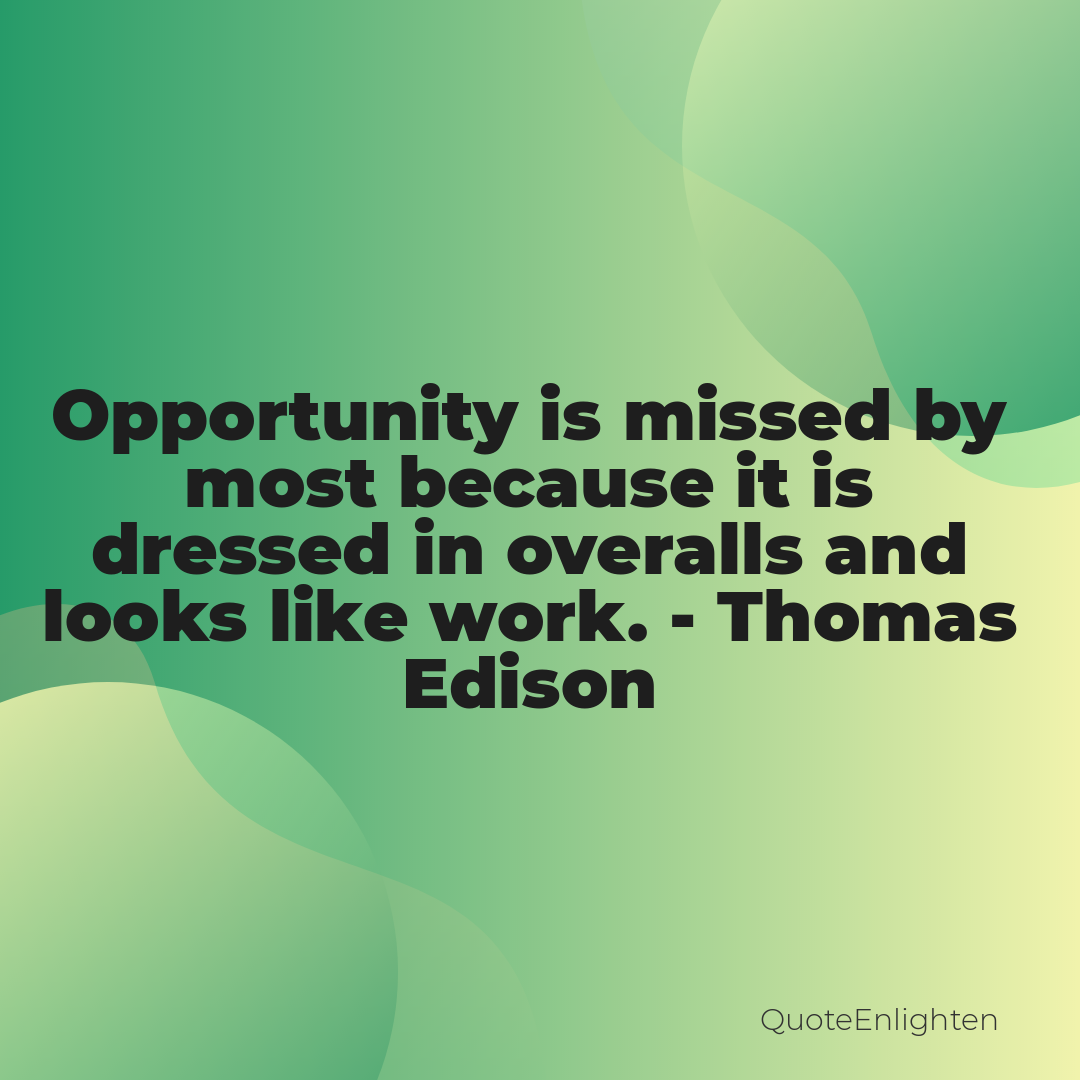 Opportunity is missed by
most because it is
dressed in overalls and
looks like work. - Thomas
Edison
QuoteEnlighten